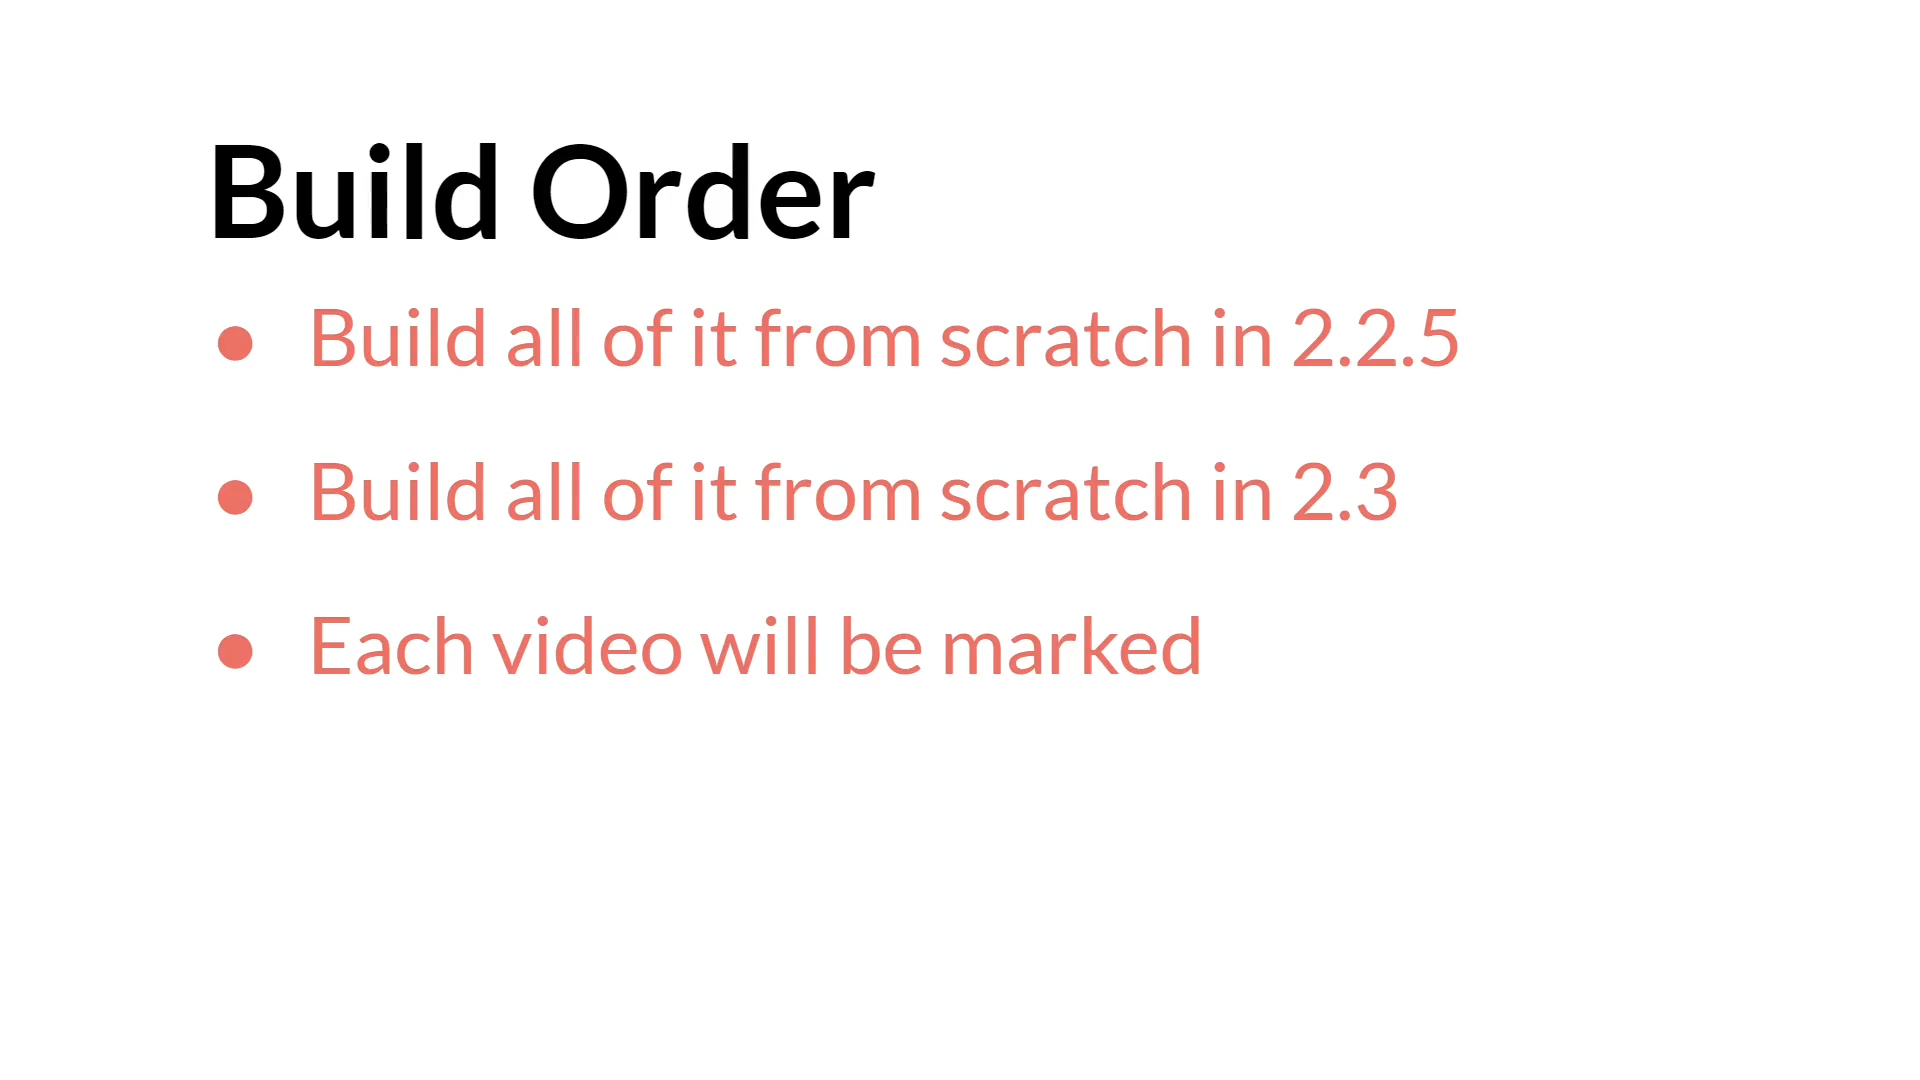 Build Order
● Build all of it from scratch in 2.2.5
● Build all of it from scratch in 2.3
● Each video will be marked